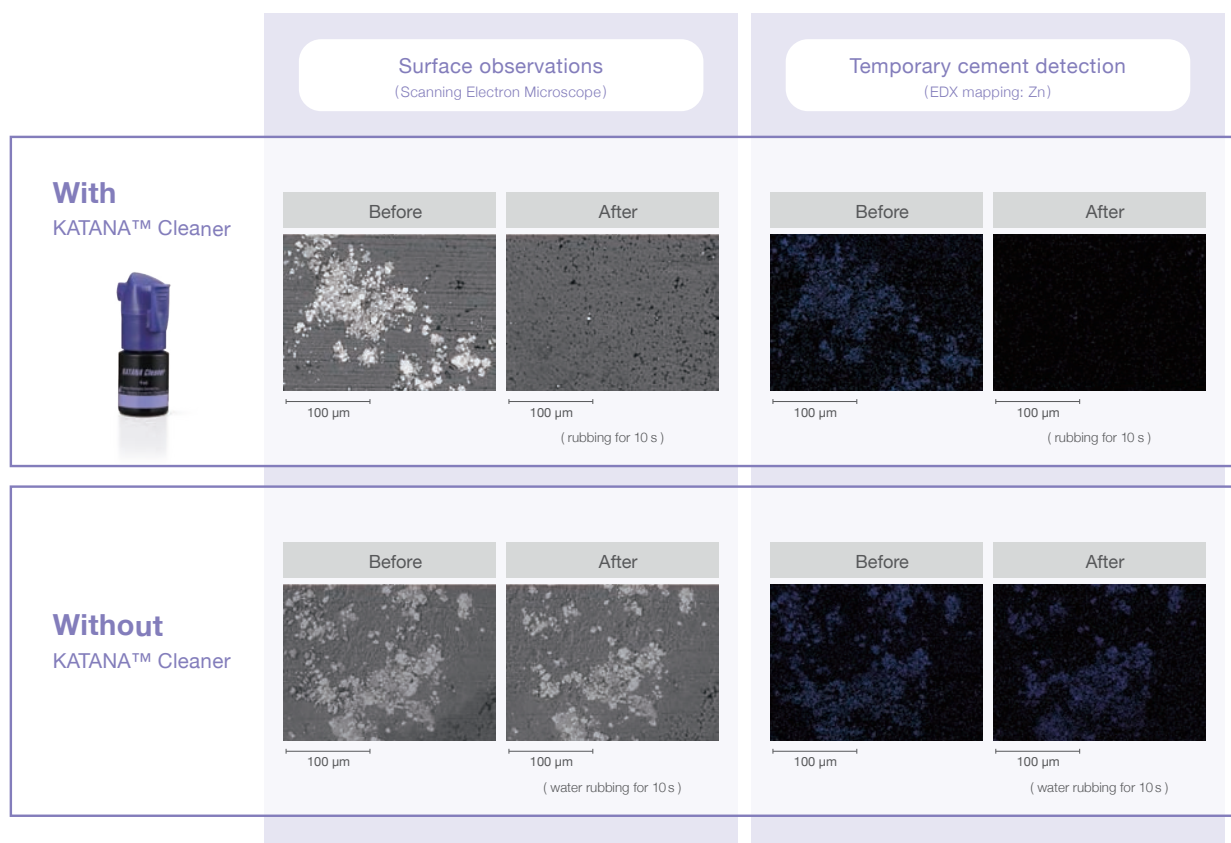 Surface observations
(Scanning Electron Microscope)
Temporary cement detection
(EDX mapping: Zn)
With
KATANA™ Cleaner
KATANA Cleaner
Before
After
Before
After
100 µm
100 µm
100 µm
100 µm
( rubbing for 10 s )
( rubbing for 10 s )
Without
KATANA™ Cleaner
Before
After
Before
After
100 µm
100 µm
100 µm
100 µm
( water rubbing for 10 s )
( water rubbing for 10 s )